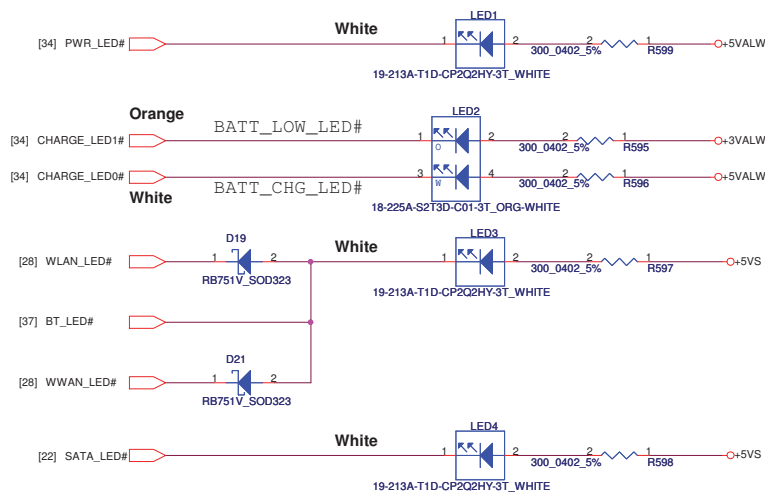 LED1
White
[34] PWR_LED#
1
2
2
1
+5VALW
300_0402_5%
R599
19-213A-T1D-CP2Q2HY-3T_WHITE
Orange
LED2
BATT_LOW_LED#
[34] CHARGE_LED1#
1
2
2
1
+3VALW
O
300_0402_5%
R595
[34] CHARGE_LED0#
3
4
2
1
+5VALW
W
300_0402_5%
R596
BATT_CHG_LED#
White
18-225A-S2T3D-C01-3T_ORG-WHITE
D19
White
LED3
[28] WLAN_LED#
1
2
1
2
2
1
+5VS
300_0402_5%
R597
RB751V_SOD323
19-213A-T1D-CP2Q2HY-3T_WHITE
[37] BT_LED#
D21
[28] WWAN_LED#
1
2
RB751V_SOD323
LED4
White
[22] SATA_LED#
1
2
2
1
+5VS
300_0402_5%
R598
19-213A-T1D-CP2Q2HY-3T_WHITE